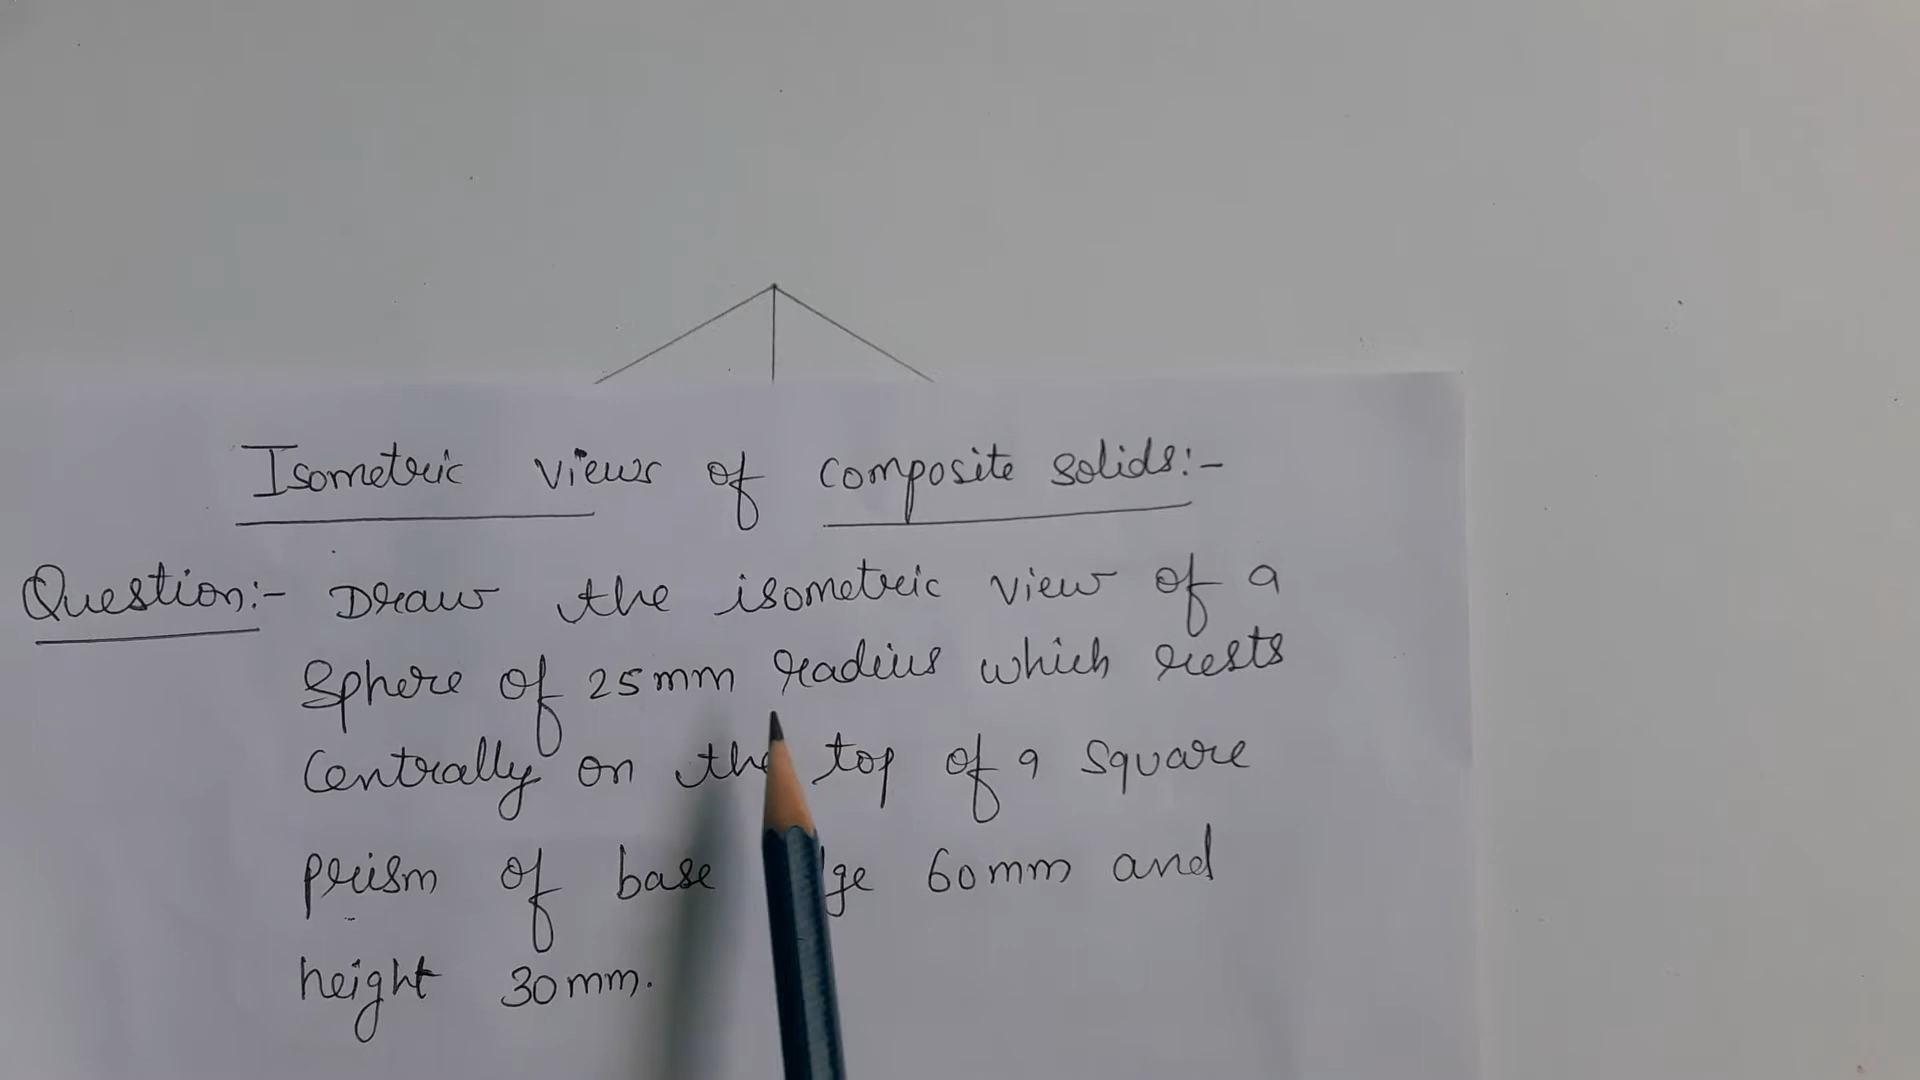 Isometric views of composite solids:-
Question:- Draw the isometric view of a
Sphere of 25mm radius which rests
Centrally on the top of a square
prism of base 60mm and
height 30mm.